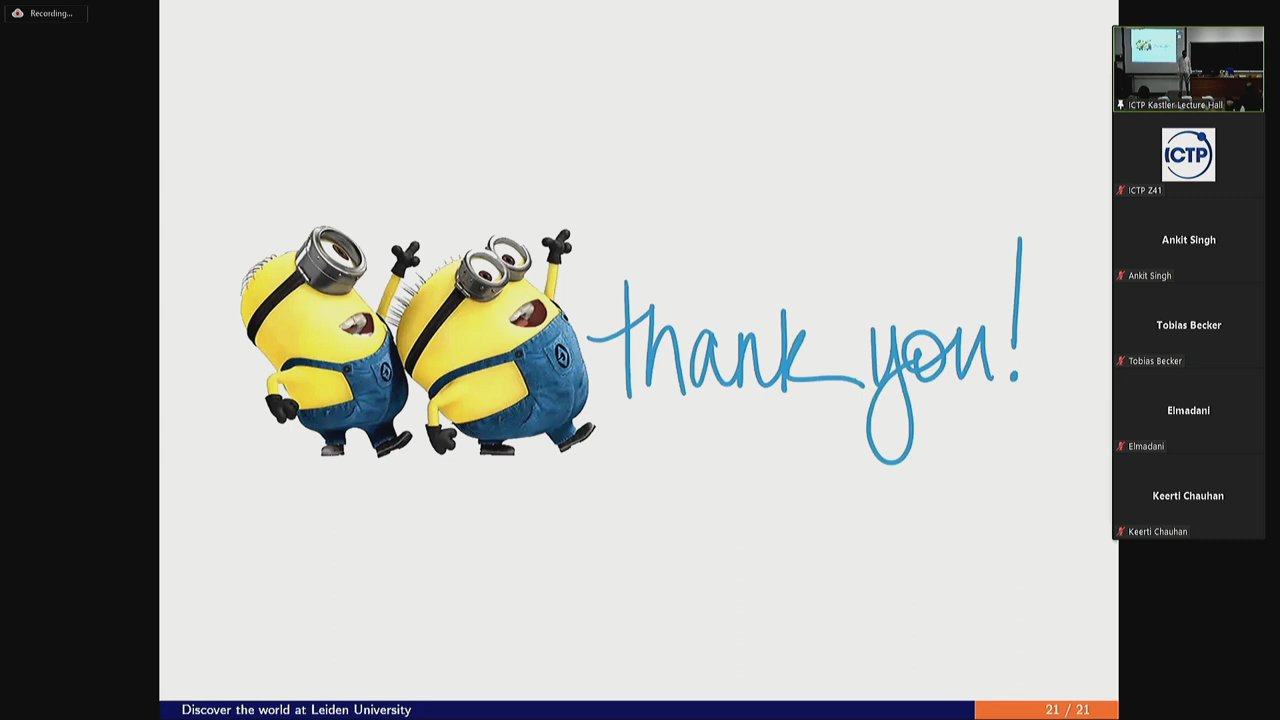 Recording...
thank you!
Discover the world at Leiden University
21 / 21
ICTP Kastler Lecture Hall
ICTP
ICTP Z41
Ankit Singh
Ankit Singh
Tobias Becker
Tobias Becker
Elmadani
Elmadani
Keerti Chauhan
Keerti Chauhan